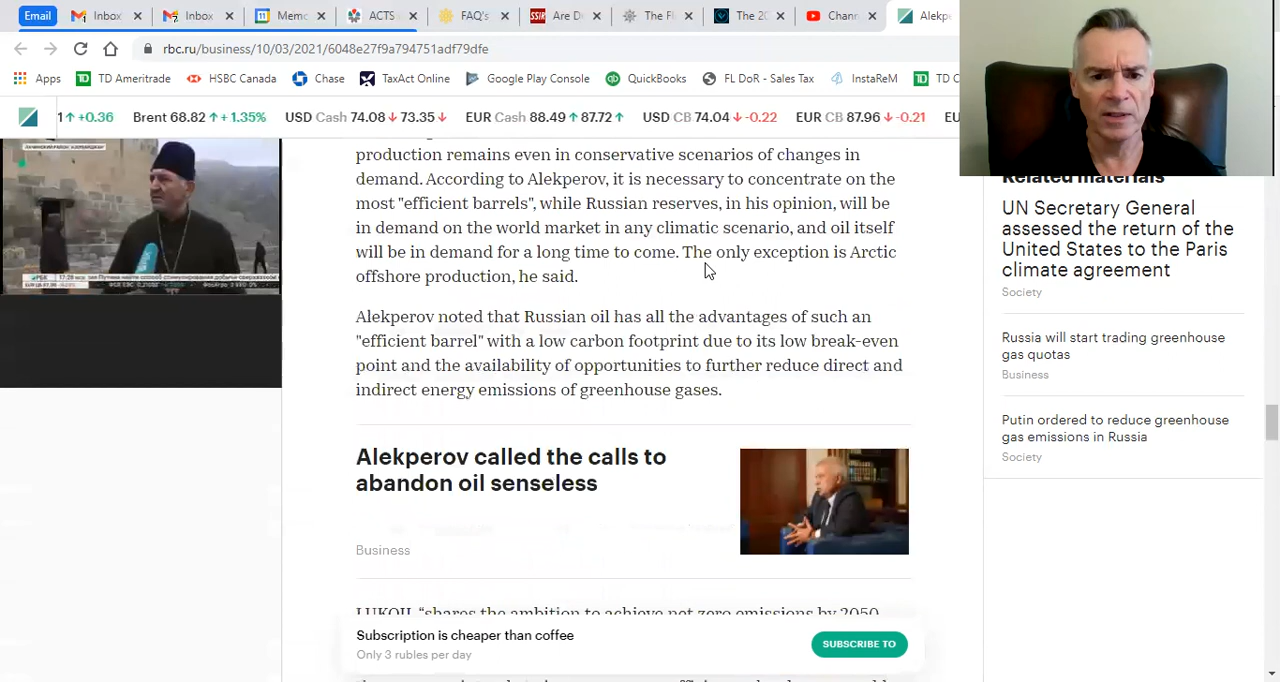 Email
Inbox
Inbox
Memo
ACTS
FAQ's
SSIR
Are D
The Fl
The 20
Chann
Alekp
rbc.ru/business/10/03/2021/6048e27f9a794751adf79dfe
Apps
TD Ameritrade
HSBC Canada
Chase
TaxAct Online
Google Play Console
QuickBooks
FL DoR - Sales Tax
InstaReM
TD C
1 +0.36
Brent 68.82 + 1.35%
USD Cash 74.08 73.35
EUR Cash 88.49 87.72
USD CB 74.04 -0.22
EUR CB 87.96 -0.21
EU
production remains even in conservative scenarios of changes in
demand. According to Alekperov, it is necessary to concentrate on the
most "efficient barrels", while Russian reserves, in his opinion, will be
in demand on the world market in any climatic scenario, and oil itself
will be in demand for a long time to come. The only exception is Arctic
offshore production, he said.
Alekperov noted that Russian oil has all the advantages of such an
"efficient barrel" with a low carbon footprint due to its low break-even
point and the availability of opportunities to further reduce direct and
indirect energy emissions of greenhouse gases.
Alekperov called the calls to
abandon oil senseless
Business
LUKOIL "shares the ambition to achieve net zero emissions by 2050
Subscription is cheaper than coffee
Only 3 rubles per day
SUBSCRIBE TO
Related materials
UN Secretary General
assessed the return of the
United States to the Paris
climate agreement
Society
Russia will start trading greenhouse
gas quotas
Business
Putin ordered to reduce greenhouse
gas emissions in Russia
Society